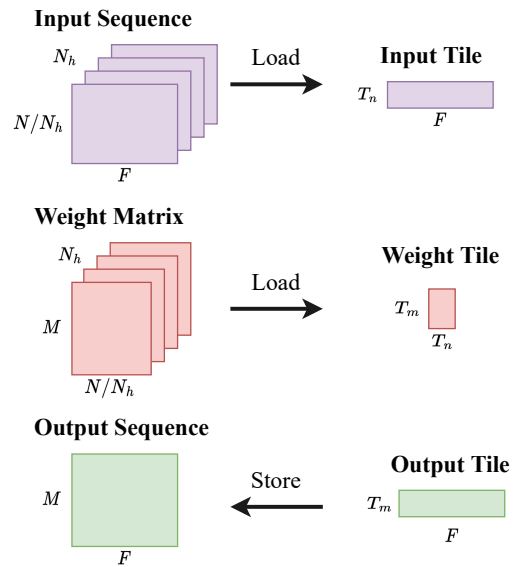 Input Sequence
N_h
Load
Input Tile
N/N_h
T_n
F
F
Weight Matrix
N_h
Load
Weight Tile
M
T_m
T_n
N/N_h
Output Sequence
Output Tile
Store
M
T_m
F
F